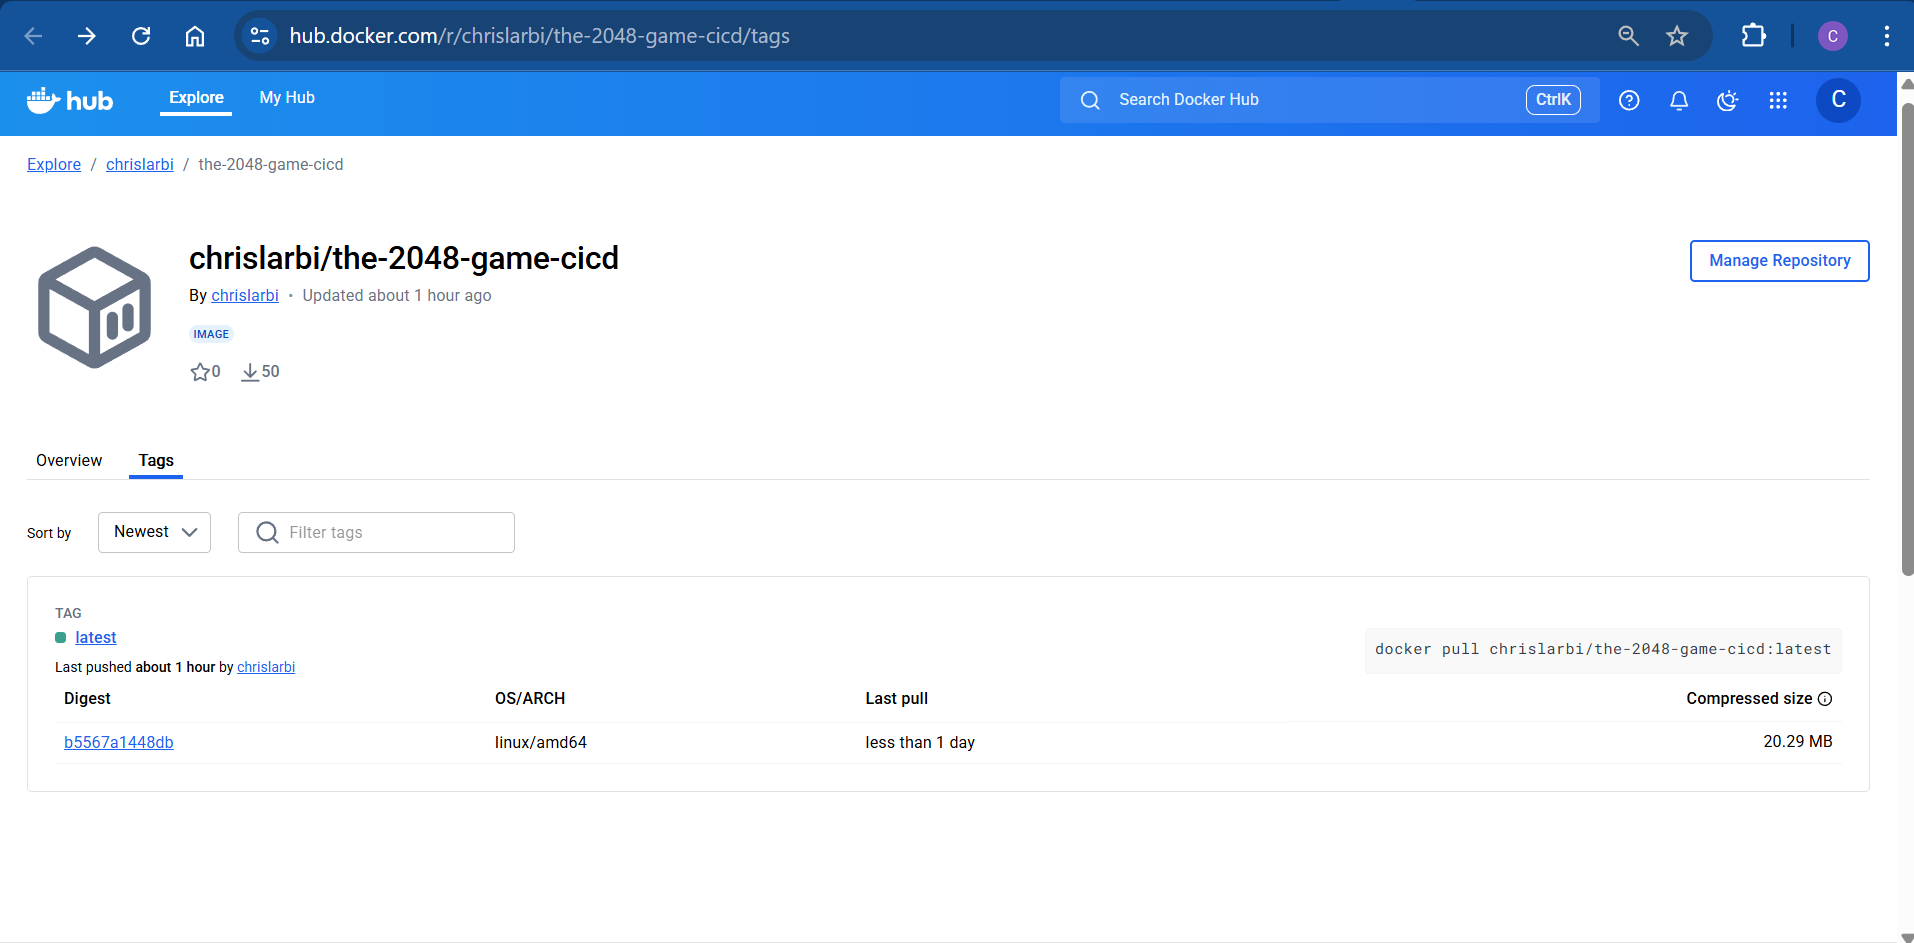 hub.docker.com/r/chrislarbi/the-2048-game-cicd/tags
C
hub
Explore
My Hub
Search Docker Hub
CtrlK
C
Explore / chrislarbi / the-2048-game-cicd
chrislarbi/the-2048-game-cicd
Manage Repository
By chrislarbi • Updated about 1 hour ago
IMAGE
0 50
Overview Tags
Sort by Newest Filter tags
TAG
latest
docker pull chrislarbi/the-2048-game-cicd:latest
Last pushed about 1 hour by chrislarbi
Digest OS/ARCH Last pull Compressed size
b5567a1448db linux/amd64 less than 1 day 20.29 MB